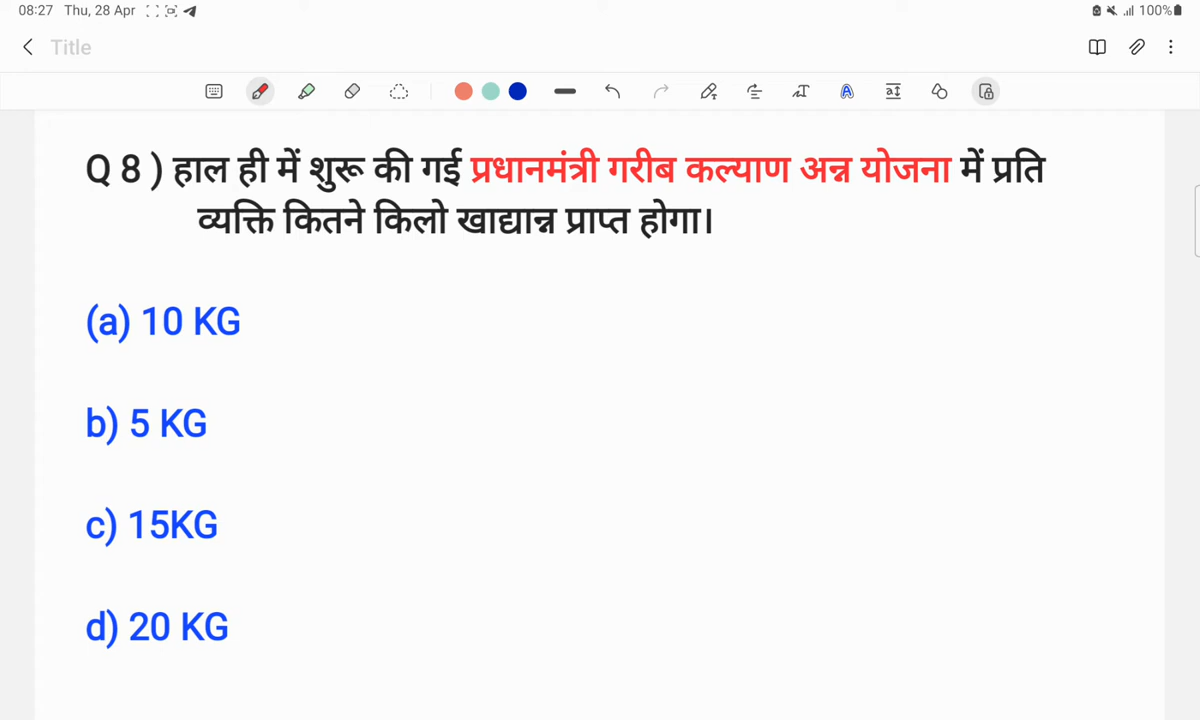 08:27 Thu, 28 Apr 100%
Title
Q 8 ) हाल ही में शुरू की गई प्रधानमंत्री गरीब कल्याण अन्न योजना में प्रति
व्यक्ति कितने किलो खाद्यान्न प्राप्त होगा।
(a) 10 KG
b) 5 KG
c) 15KG
d) 20 KG